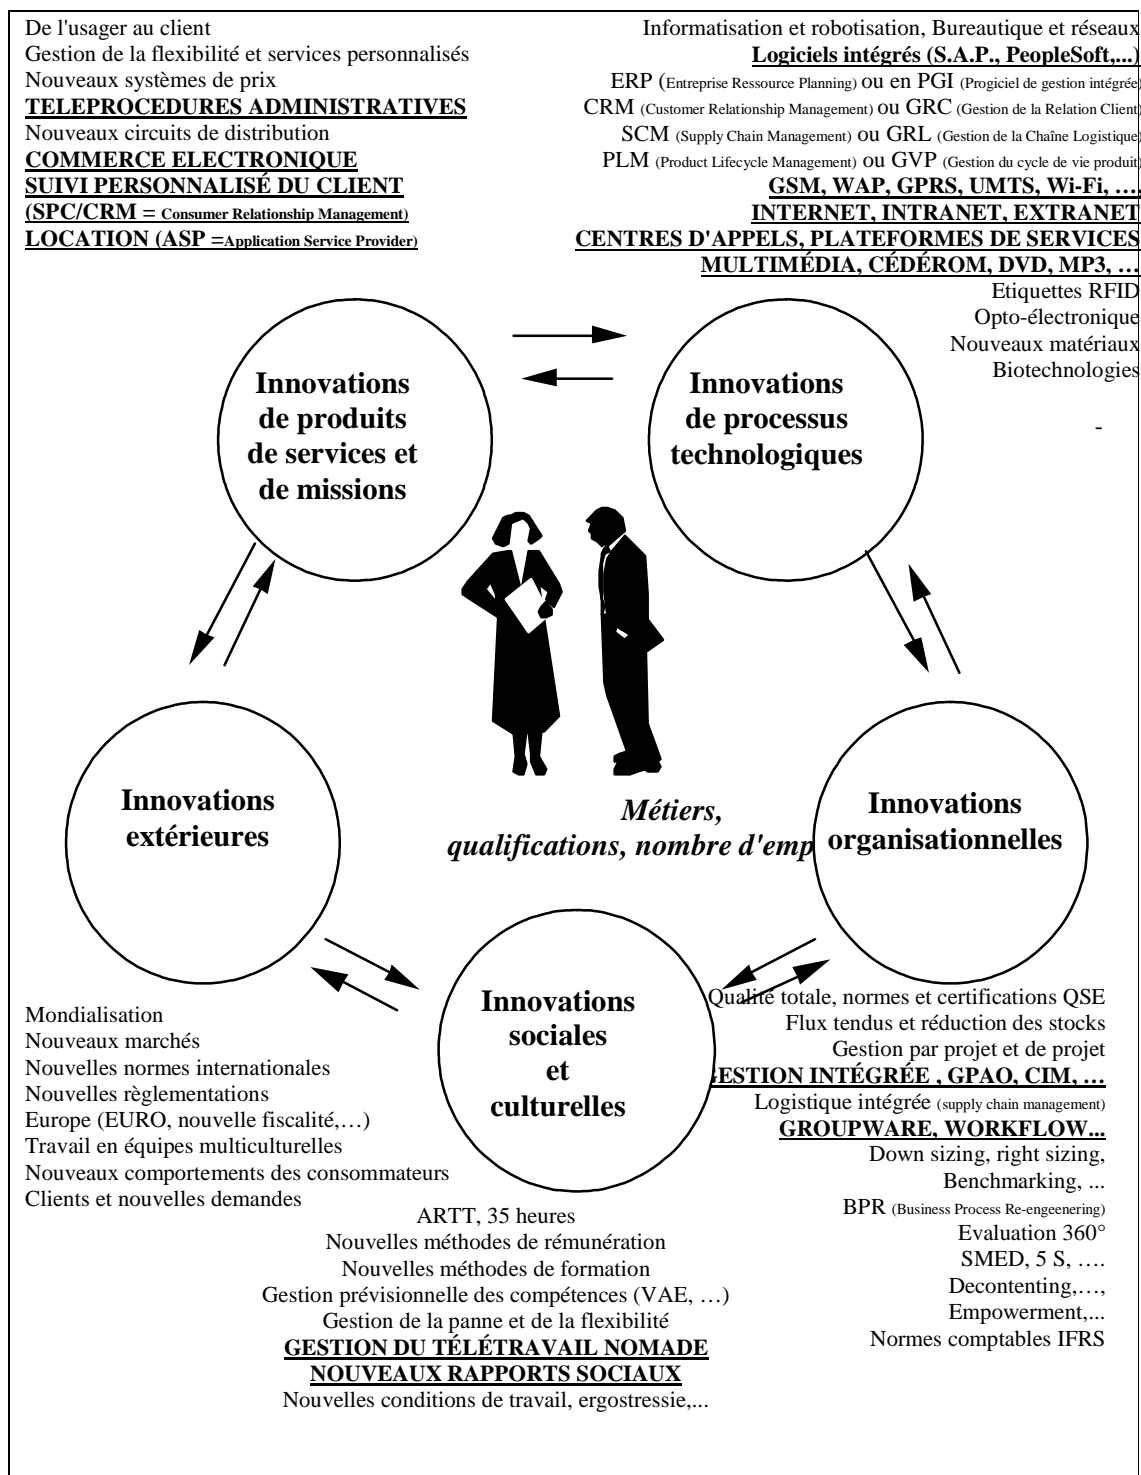 De l'usager au client
Gestion de la flexibilité et services personnalisés
Nouveaux systèmes de prix
TELEPROCEDURES ADMINISTRATIVES
Nouveaux circuits de distribution
COMMERCE ELECTRONIQUE
SUIVI PERSONNALISÉ DU CLIENT
(SPC/CRM = Consumer Relationship Management)
LOCATION (ASP =Application Service Provider)
Informatisation et robotisation, Bureautique et réseaux
Logiciels intégrés (S.A.P., PeopleSoft,...)
ERP (Entreprise Ressource Planning) ou en PGI (Progiciel de gestion intégrée)
CRM (Customer Relationship Management) ou GRC (Gestion de la Relation Client)
SCM (Supply Chain Management) ou GRL (Gestion de la Chaîne Logistique)
PLM (Product Lifecycle Management) ou GVP (Gestion du cycle de vie produit)
GSM, WAP, GPRS, UMTS, Wi-Fi, ….
INTERNET, INTRANET, EXTRANET
CENTRES D'APPELS, PLATEFORMES DE SERVICES
MULTIMÉDIA, CÉDÉROM, DVD, MP3, …
Etiquettes RFID
Opto-électronique
Nouveaux matériaux
Biotechnologies
-
Innovations
de produits
de services et
de missions
Innovations
de processus
technologiques
Métiers,
qualifications, nombre d'emp
Innovations
extérieures
Innovations
organisationnelles
Innovations
sociales
et
culturelles
Mondialisation
Nouveaux marchés
Nouvelles normes internationales
Nouvelles règlementations
Europe (EURO, nouvelle fiscalité,…)
Travail en équipes multiculturelles
Nouveaux comportements des consommateurs
Clients et nouvelles demandes
Qualité totale, normes et certifications QSE
Flux tendus et réduction des stocks
Gestion par projet et de projet
GESTION INTÉGRÉE , GPAO, CIM, …
Logistique intégrée (supply chain management)
GROUPWARE, WORKFLOW...
Down sizing, right sizing,
Benchmarking, ...
BPR (Business Process Re-engeenering)
Evaluation 360°
SMED, 5 S, ….
Decontenting,…,
Empowerment,...
Normes comptables IFRS
ARTT, 35 heures
Nouvelles méthodes de rémunération
Nouvelles méthodes de formation
Gestion prévisionnelle des compétences (VAE, …)
Gestion de la panne et de la flexibilité
GESTION DU TÉLÉTRAVAIL NOMADE
NOUVEAUX RAPPORTS SOCIAUX
Nouvelles conditions de travail, ergostressie,...